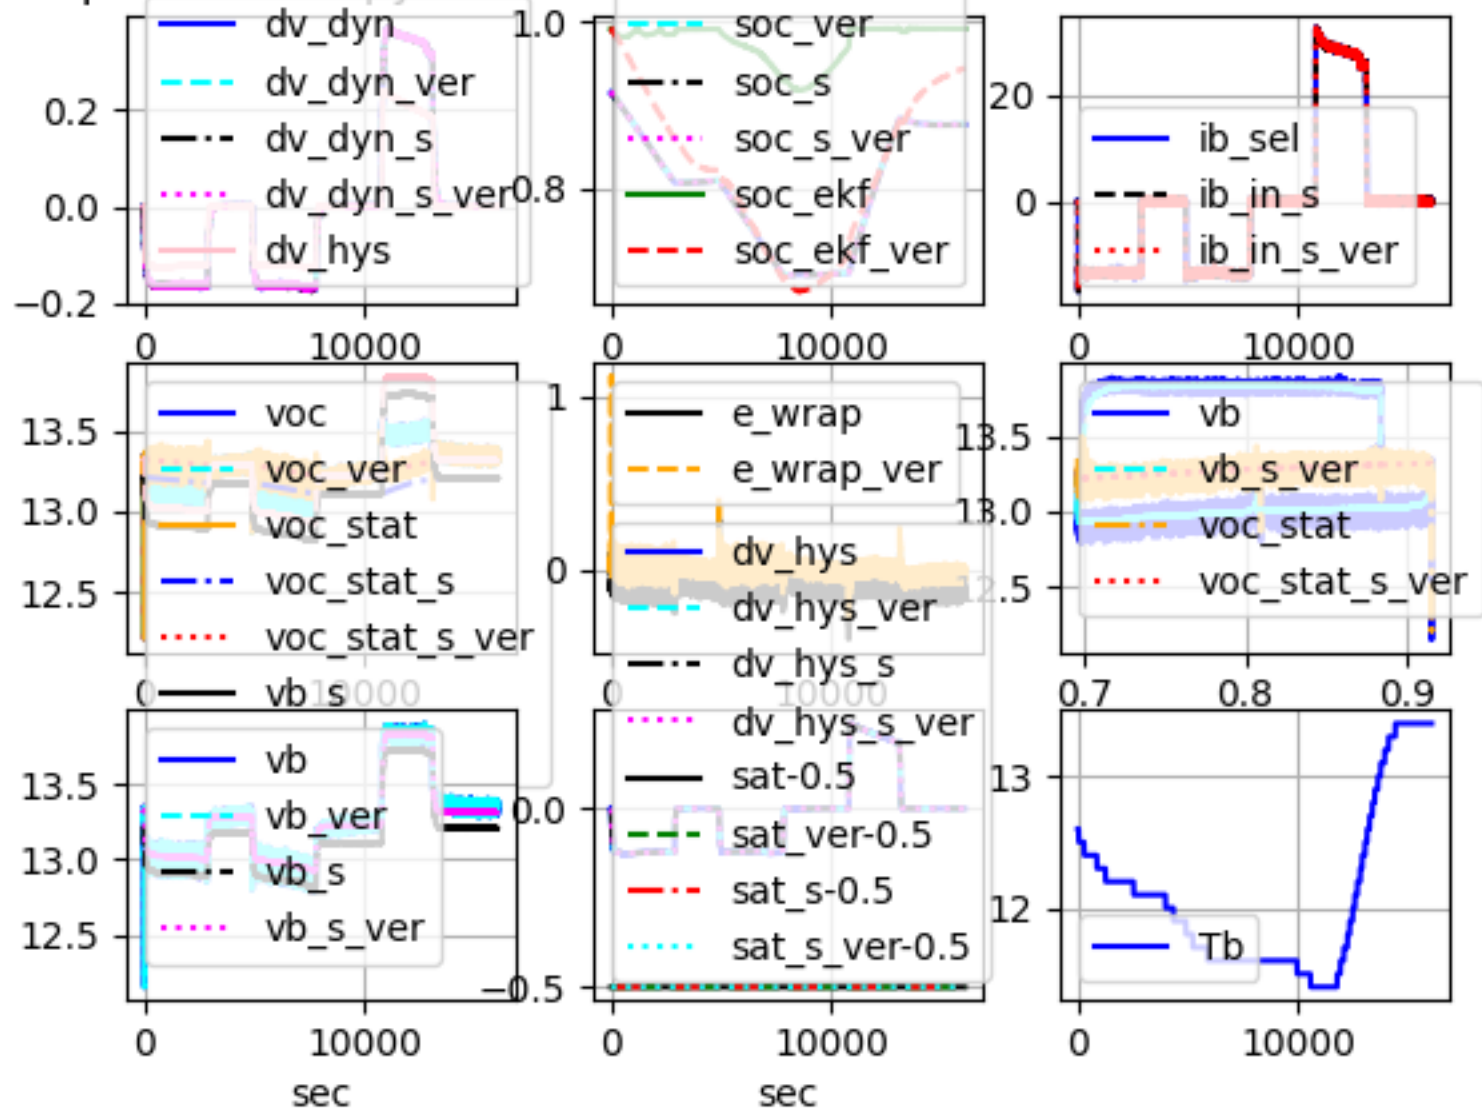 dv_dyn
dv_dyn_ver
dv_dyn_s
dv_dyn_s_ver
dv_hys
0.2
0.0
−0.2
0 10000
soc_ver
soc_s
soc_s_ver
soc_ekf
soc_ekf_ver
1.0
0.8
0 10000
ib_sel
ib_in_s
ib_in_s_ver
20
0
0 10000
voc
voc_ver
voc_stat
voc_stat_s
voc_stat_s_ver
vb_s
13.5
13.0
12.5
0 10000
e_wrap
e_wrap_ver
1
0
0 10000
vb
vb_s_ver
voc_stat
voc_stat_s_ver
13.5
13.0
12.5
0.7 0.8 0.9
vb
vb_ver
vb_s
vb_s_ver
13.5
13.0
12.5
0 10000
sec
dv_hys
dv_hys_ver
dv_hys_s
dv_hys_s_ver
sat-0.5
sat_ver-0.5
sat_s-0.5
sat_s_ver-0.5
0.0
−0.5
0 10000
sec
Tb
13
12
0 10000